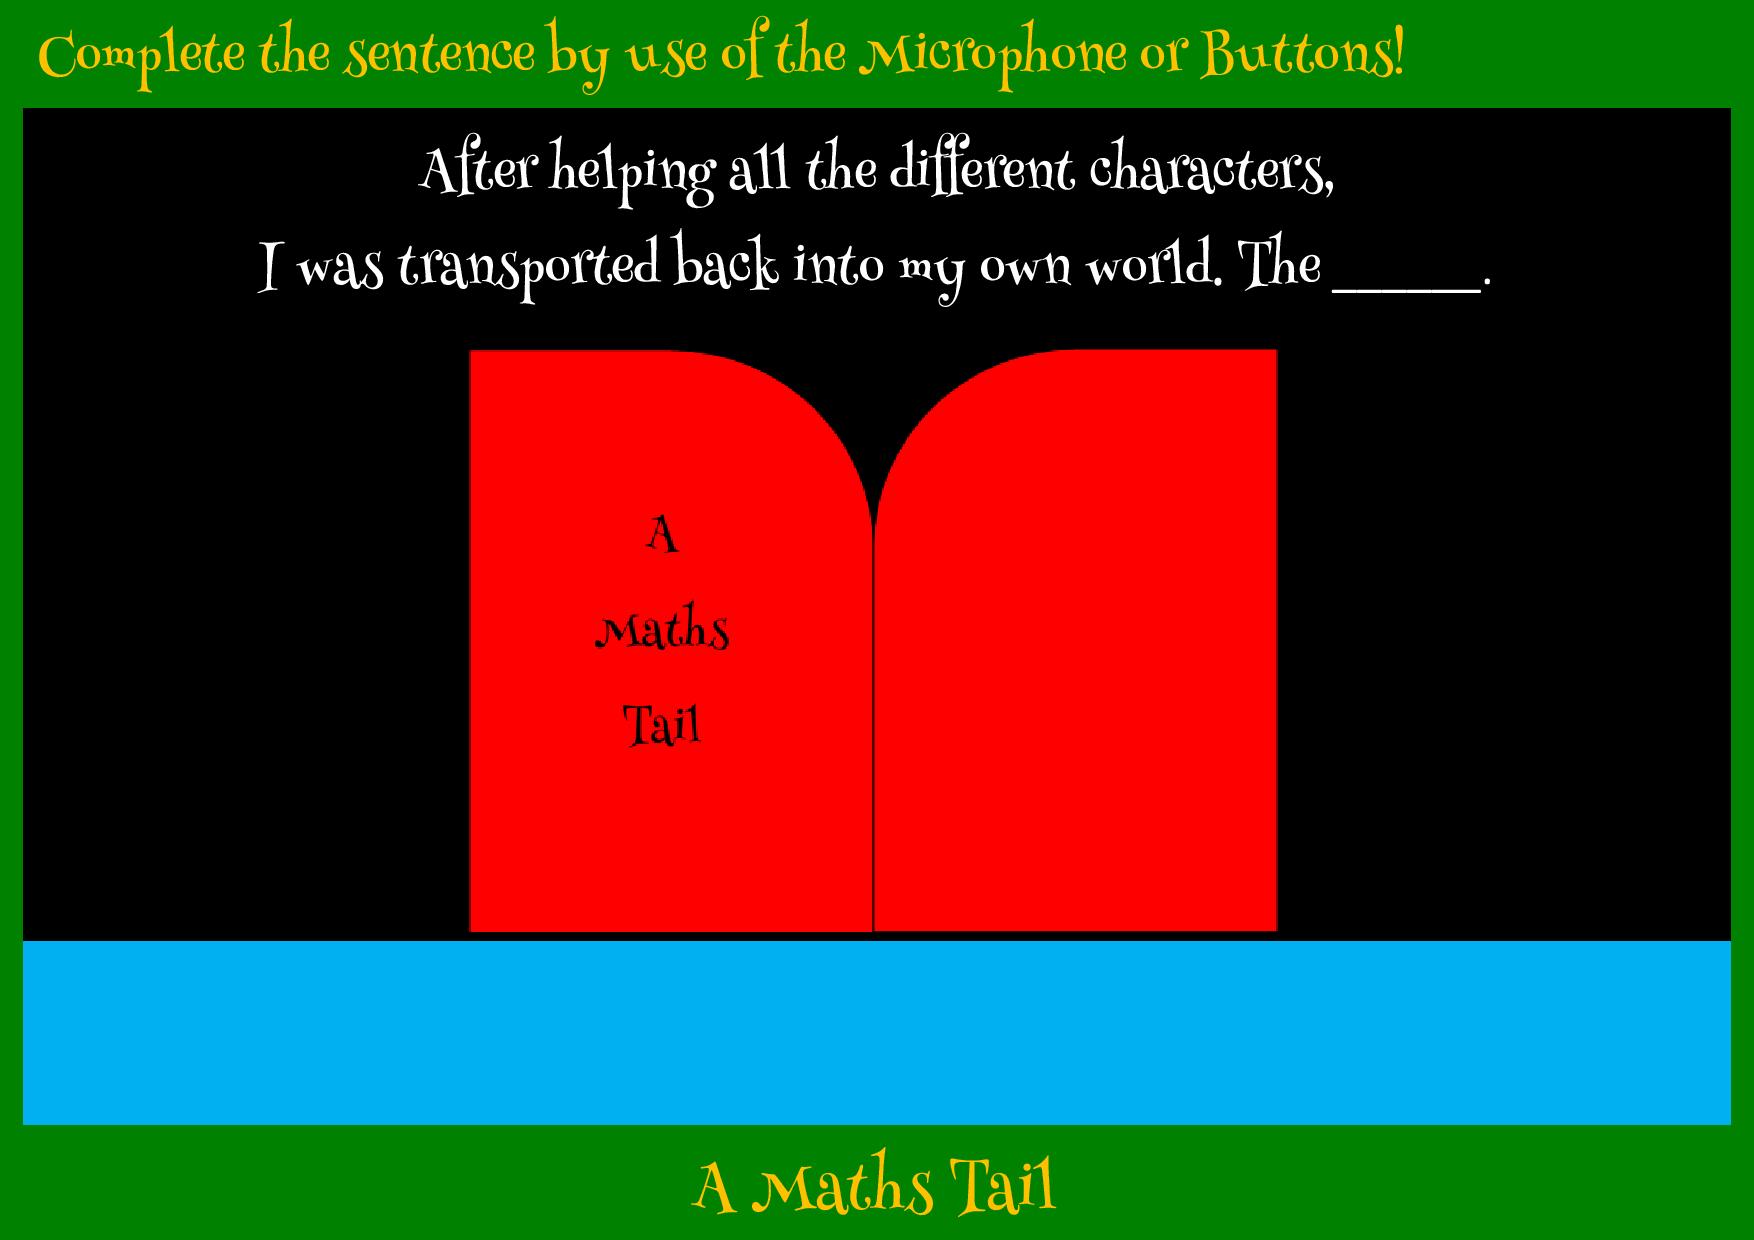 Complete the sentence by use of the Microphone or Buttons!
After helping all the different characters,
I was transported back into my own world. The ______.
A
Maths
Tail
A Maths Tail